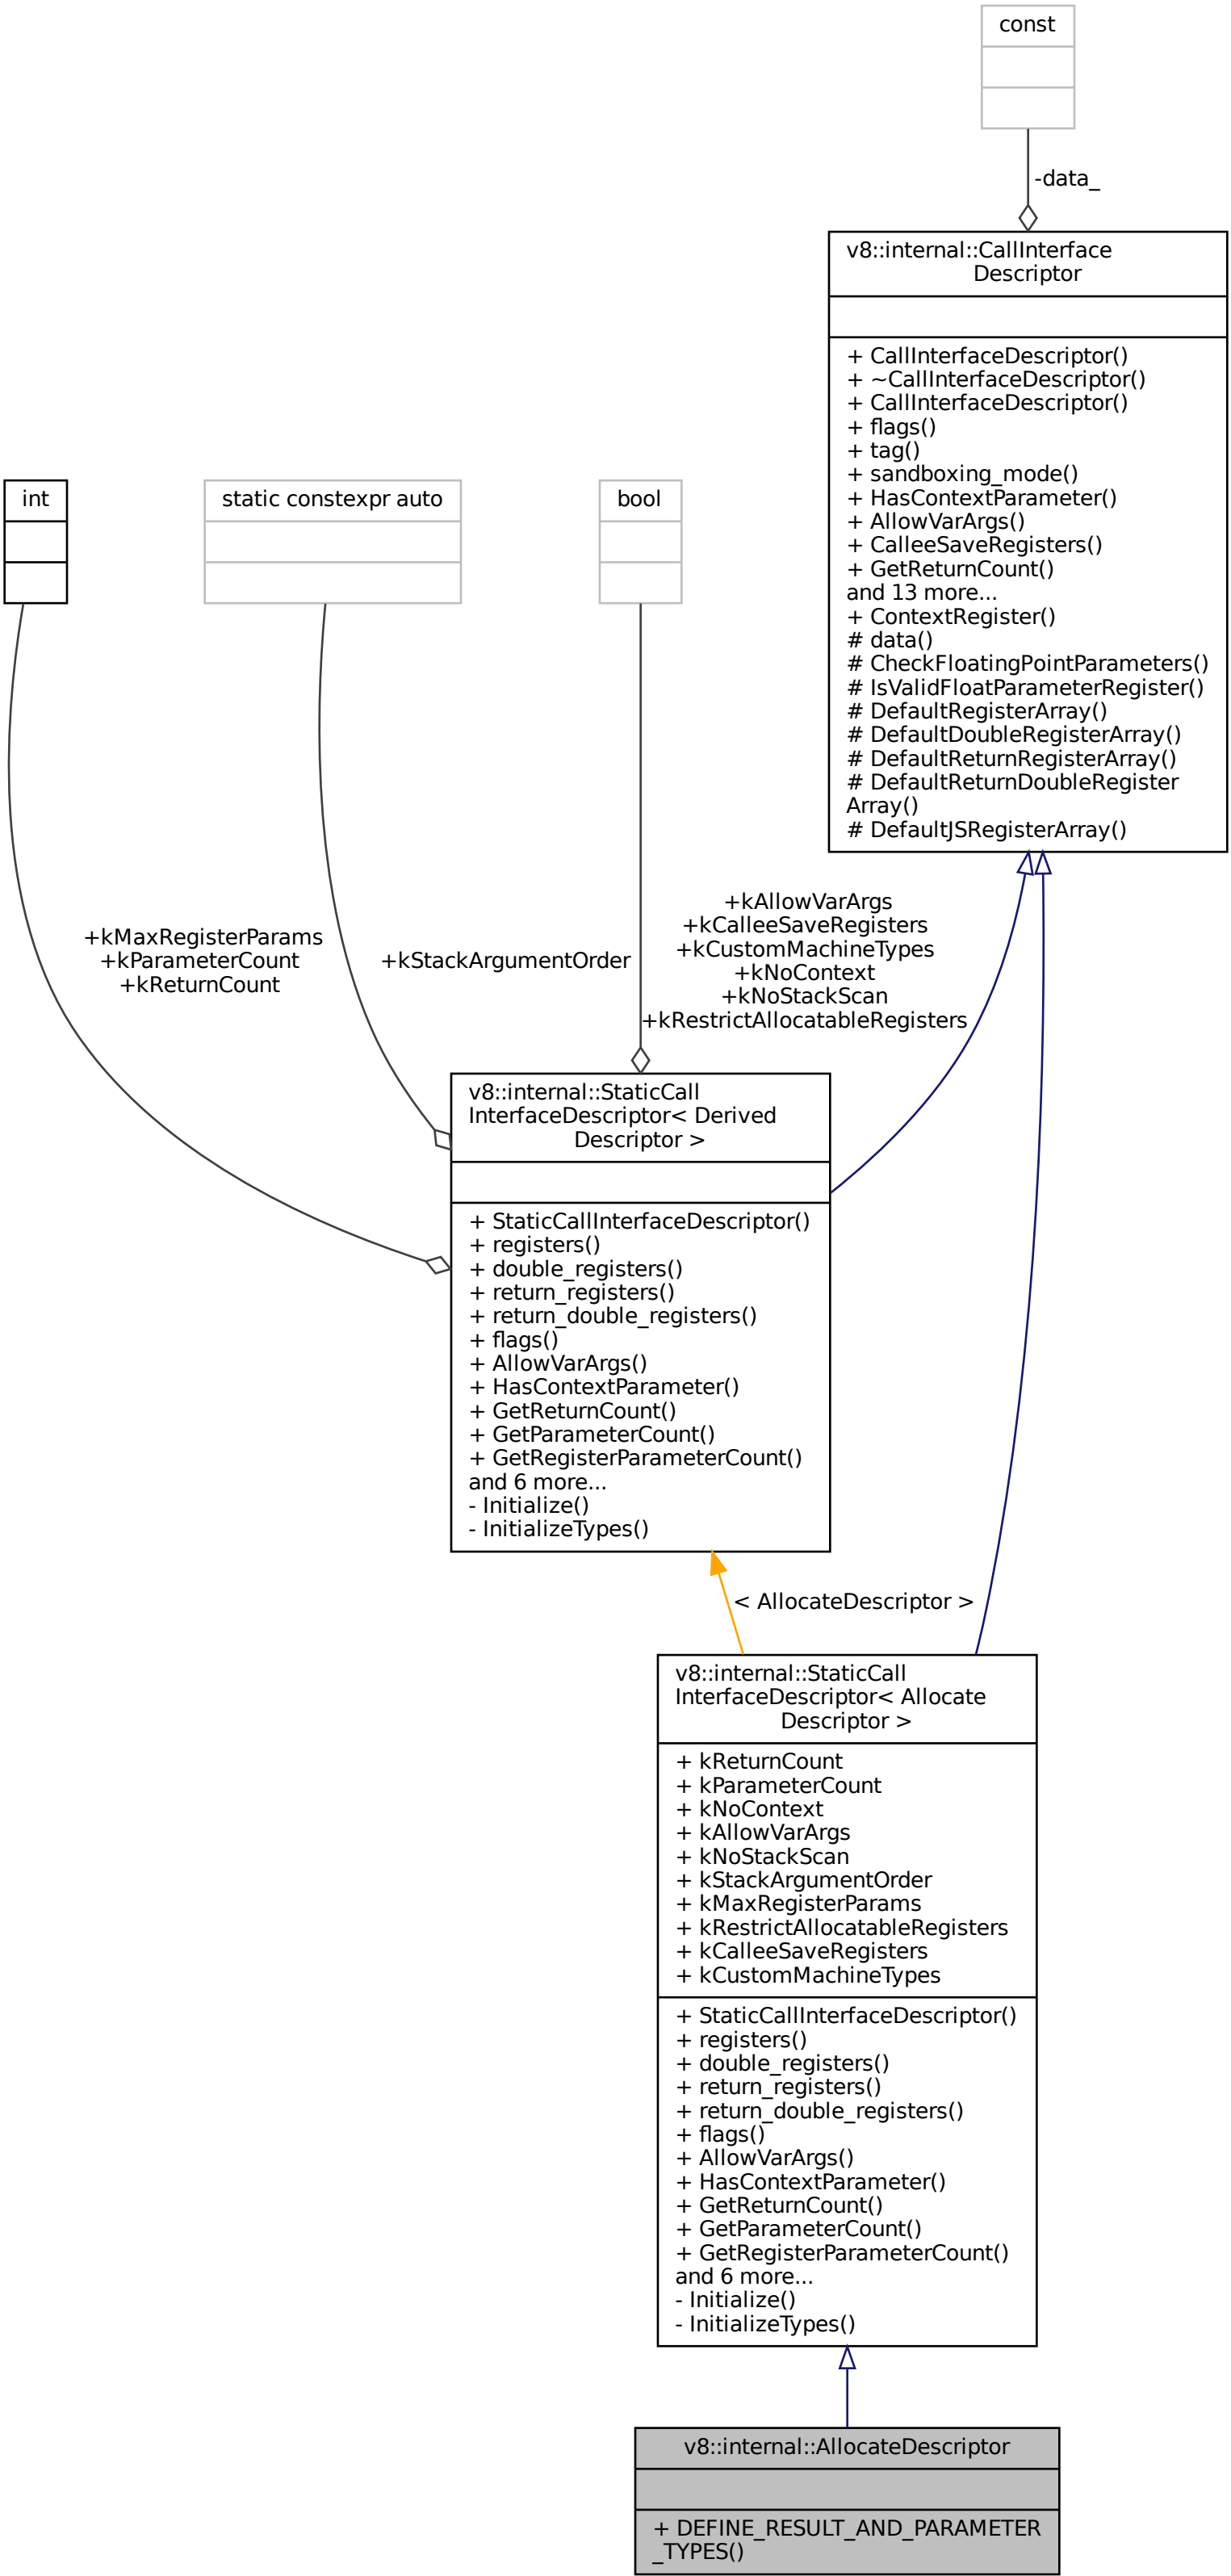 const
-data_
v8::internal::CallInterface
Descriptor
+ CallInterfaceDescriptor()
+ ~CallInterfaceDescriptor()
+ CallInterfaceDescriptor()
+ flags()
+ tag()
+ sandboxing_mode()
+ HasContextParameter()
+ AllowVarArgs()
+ CalleeSaveRegisters()
+ GetReturnCount()
and 13 more...
+ ContextRegister()
# data()
# CheckFloatingPointParameters()
# IsValidFloatParameterRegister()
# DefaultRegisterArray()
# DefaultDoubleRegisterArray()
# DefaultReturnRegisterArray()
# DefaultReturnDoubleRegister
Array()
# DefaultJSRegisterArray()
int
static constexpr auto
bool
+kMaxRegisterParams
+kParameterCount
+kReturnCount
+kStackArgumentOrder
+kAllowVarArgs
+kCalleeSaveRegisters
+kCustomMachineTypes
+kNoContext
+kNoStackScan
+kRestrictAllocatableRegisters
v8::internal::StaticCall
InterfaceDescriptor< Derived
Descriptor >
+ StaticCallInterfaceDescriptor()
+ registers()
+ double_registers()
+ return_registers()
+ return_double_registers()
+ flags()
+ AllowVarArgs()
+ HasContextParameter()
+ GetReturnCount()
+ GetParameterCount()
+ GetRegisterParameterCount()
and 6 more...
- Initialize()
- InitializeTypes()
< AllocateDescriptor >
v8::internal::StaticCall
InterfaceDescriptor< Allocate
Descriptor >
+ kReturnCount
+ kParameterCount
+ kNoContext
+ kAllowVarArgs
+ kNoStackScan
+ kStackArgumentOrder
+ kMaxRegisterParams
+ kRestrictAllocatableRegisters
+ kCalleeSaveRegisters
+ kCustomMachineTypes
+ StaticCallInterfaceDescriptor()
+ registers()
+ double_registers()
+ return_registers()
+ return_double_registers()
+ flags()
+ AllowVarArgs()
+ HasContextParameter()
+ GetReturnCount()
+ GetParameterCount()
+ GetRegisterParameterCount()
and 6 more...
- Initialize()
- InitializeTypes()
v8::internal::AllocateDescriptor
+ DEFINE_RESULT_AND_PARAMETER
_TYPES()